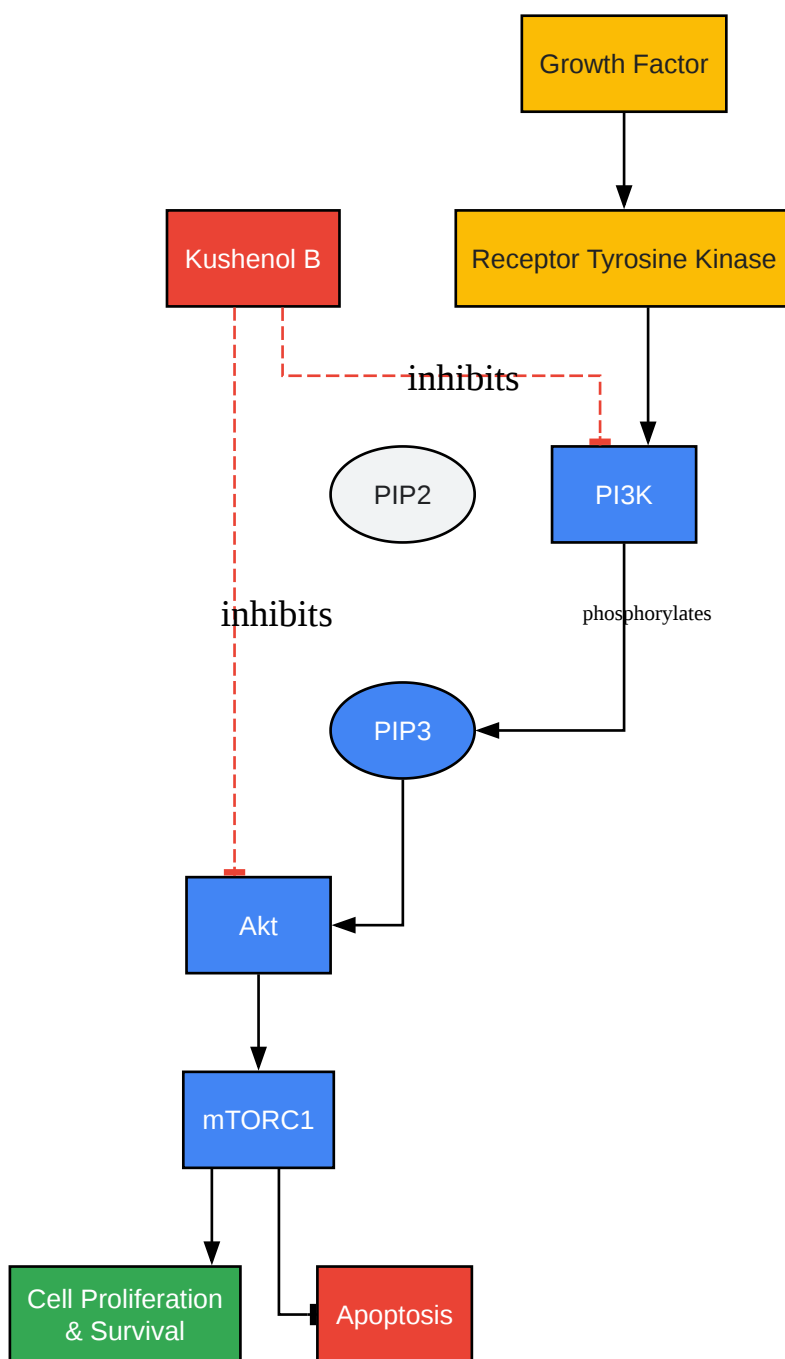 Growth Factor
Kushenol B
Receptor Tyrosine Kinase
inhibits
PIP2
PI3K
inhibits
phosphorylates
PIP3
Akt
mTORC1
Cell Proliferation
& Survival
Apoptosis